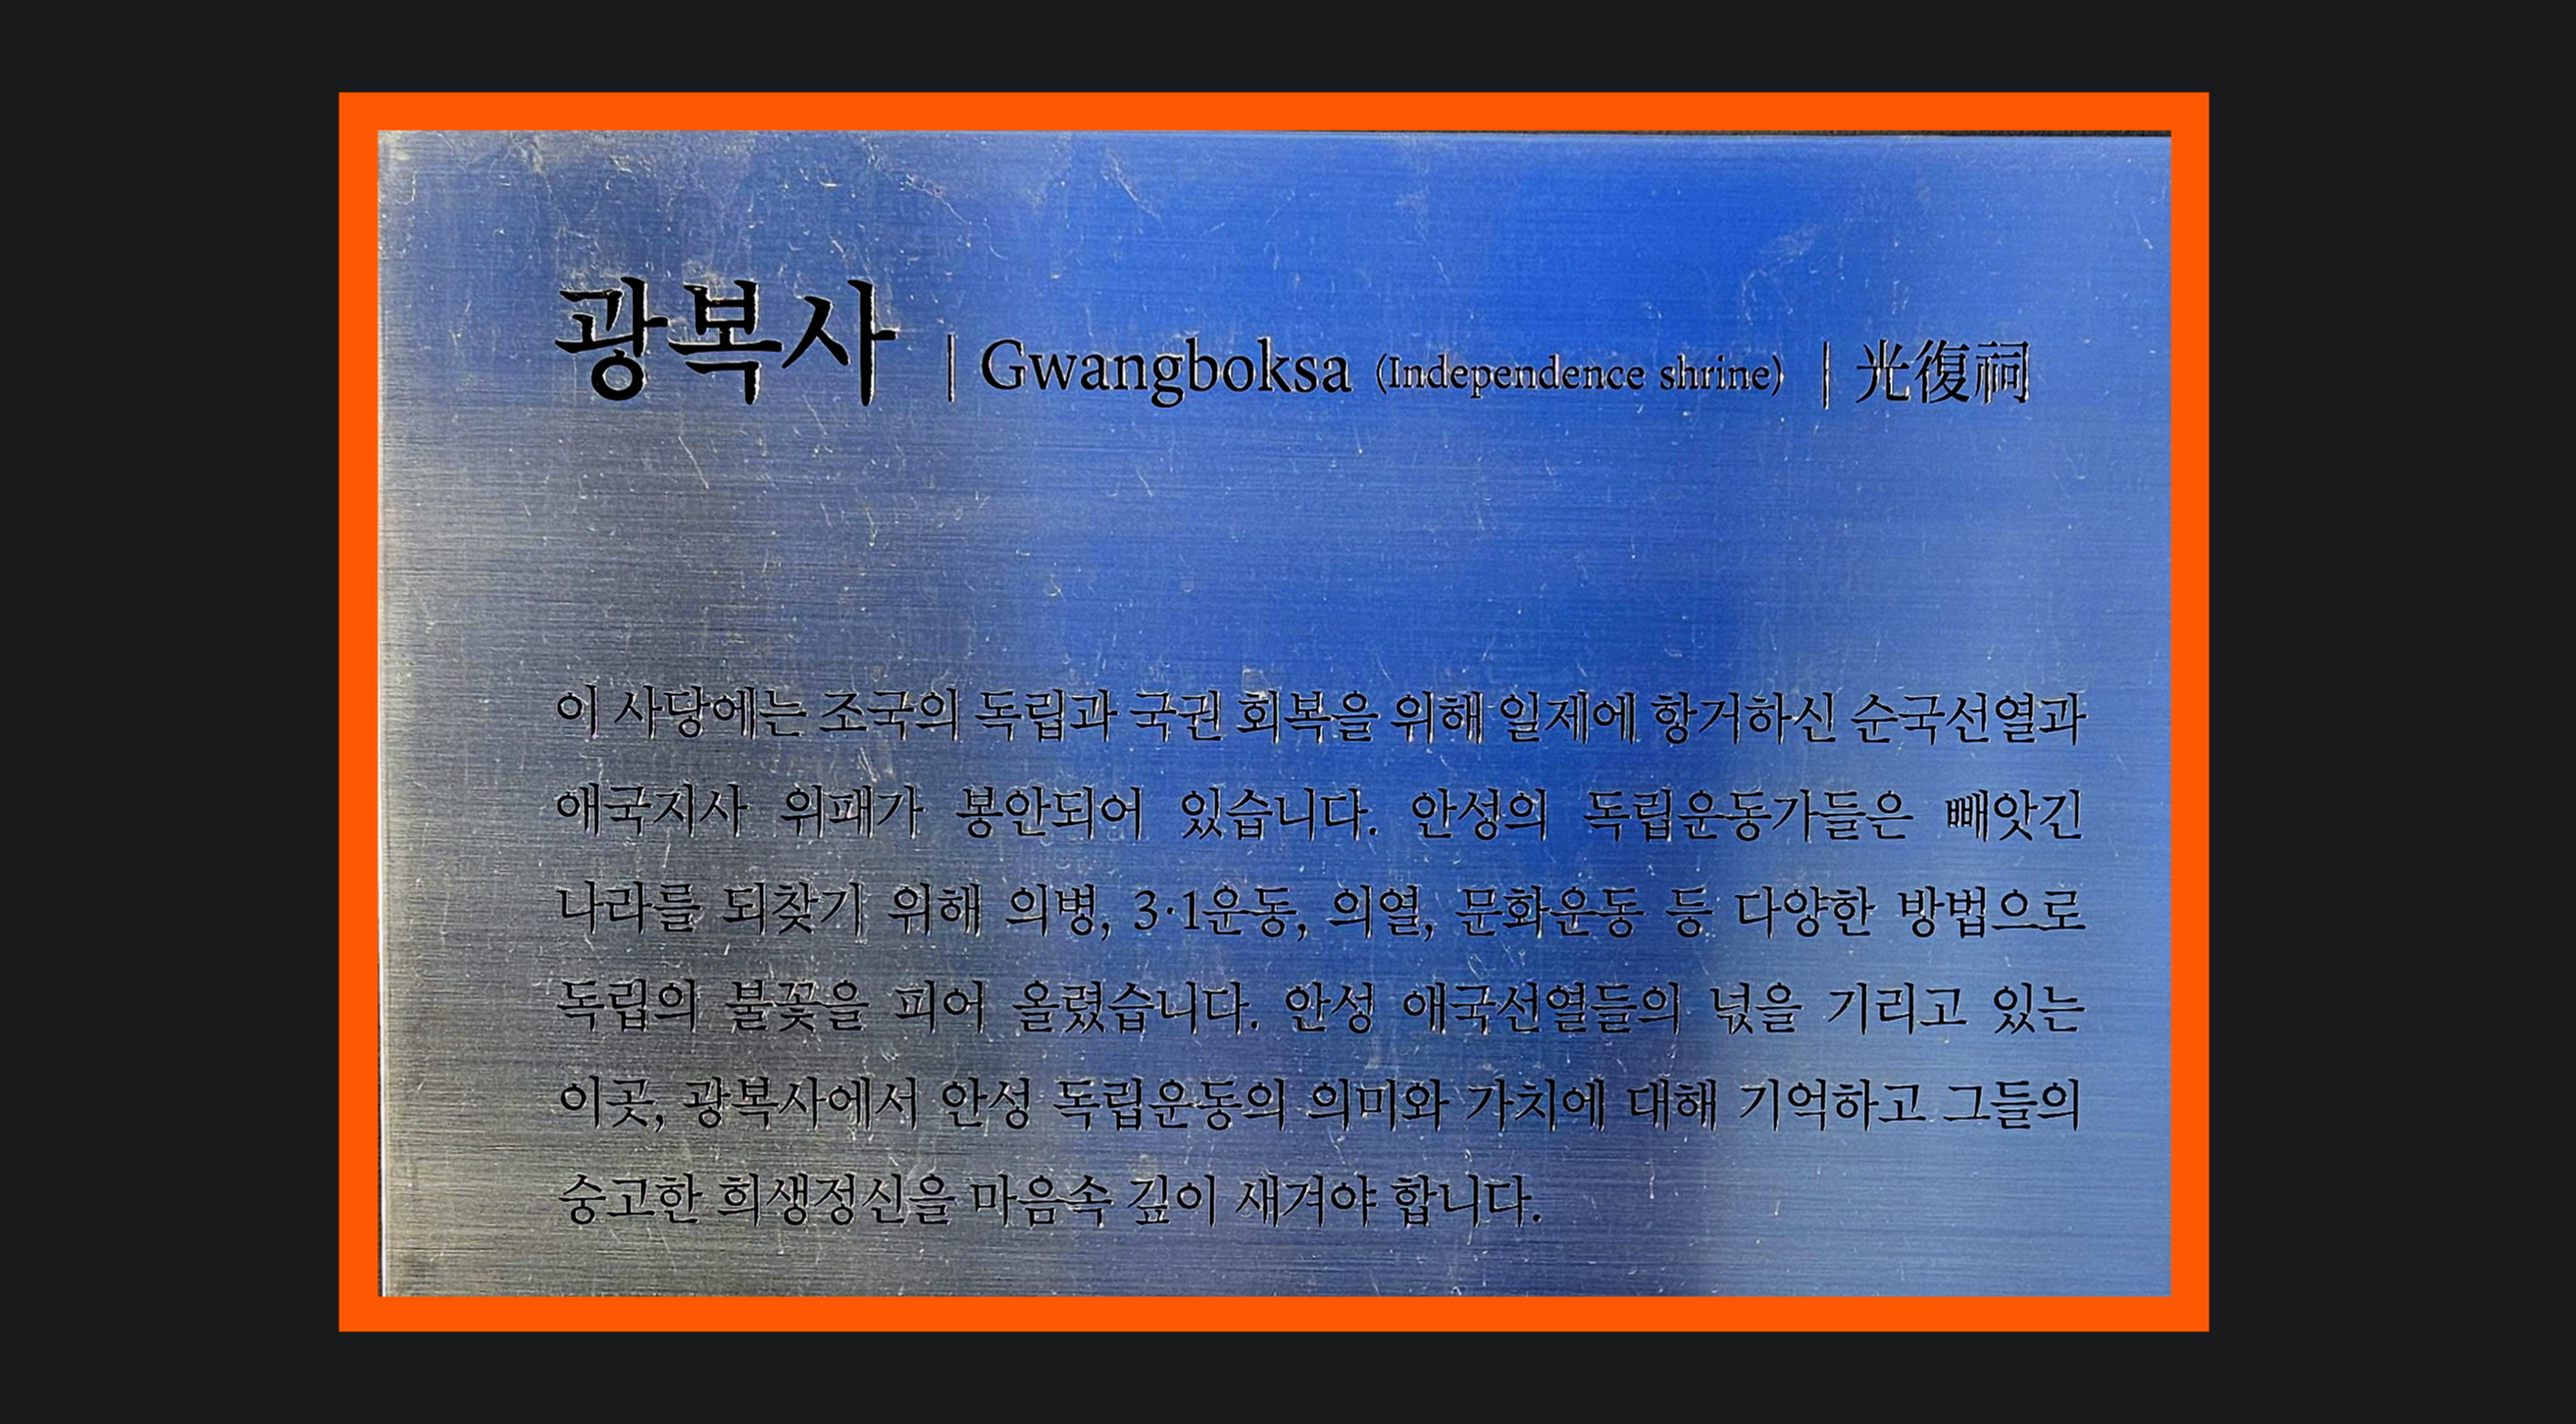 광복사 | Gwangboksa (Independence shrine) | 光復祠
이 사당에는 조국의 독립과 국권 회복을 위해 일제에 항거하신 순국선열과
애국지사 위패가 봉안되어 있습니다. 안성의 독립운동가들은 빼앗긴
나라를 되찾기 위해 의병, 3·1운동, 의열, 문화운동 등 다양한 방법으로
독립의 불꽃을 피어 올렸습니다. 안성 애국선열들의 넋을 기리고 있는
이곳, 광복사에서 안성 독립운동의 의미와 가치에 대해 기억하고 그들의
숭고한 희생정신을 마음속 깊이 새겨야 합니다.